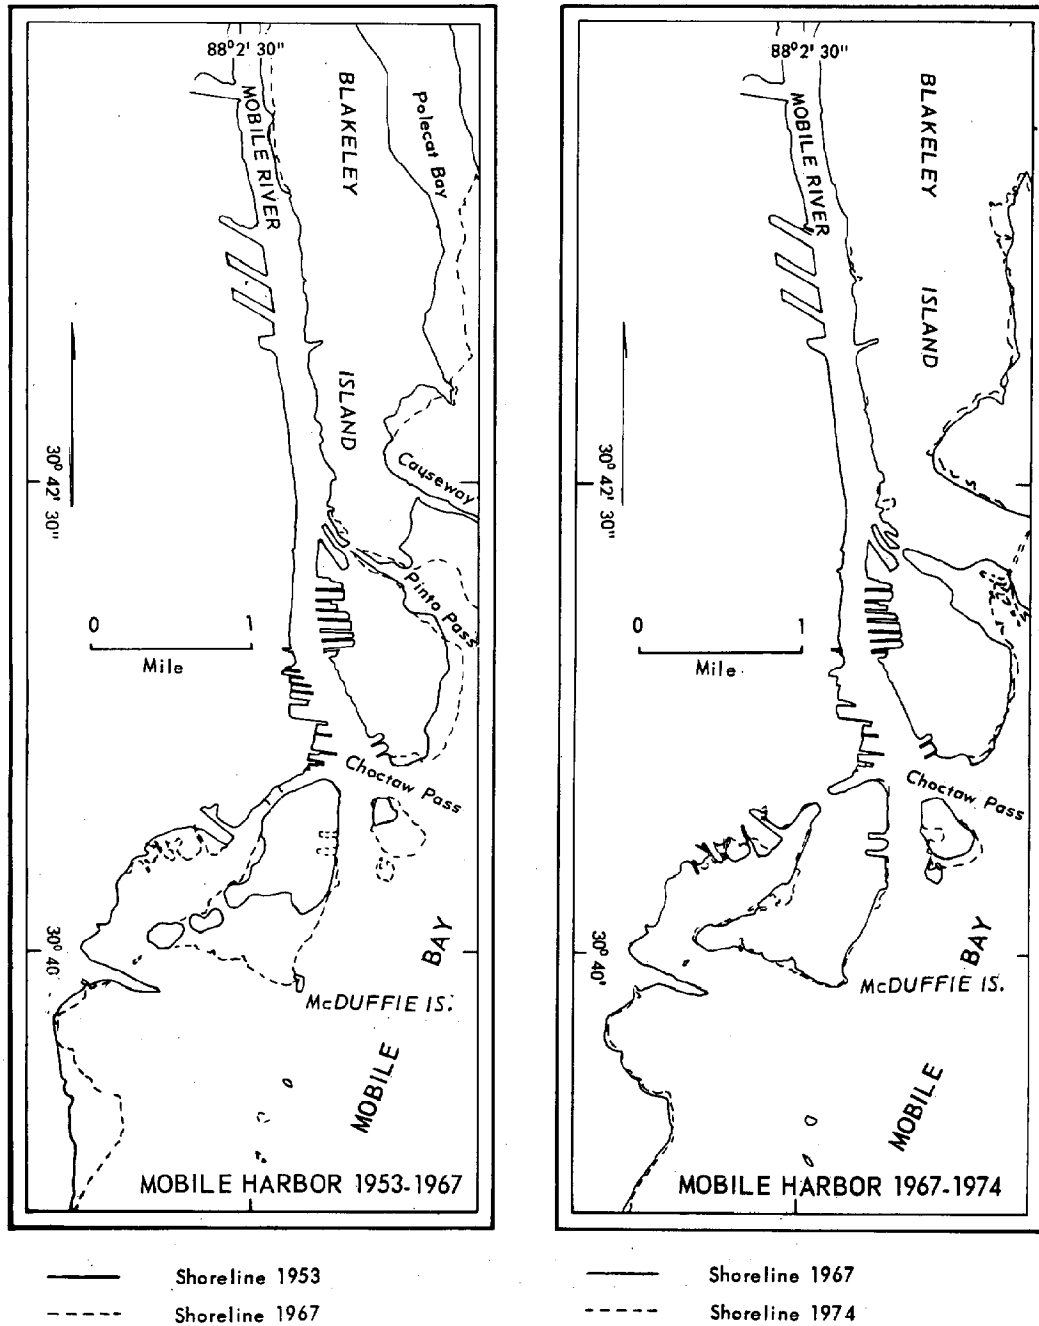 88° 2' 30"
MOBILE RIVER
BLAKELEY
Polecat Bay
ISLAND
30° 42' 30"
Causeway
Pinto Pass
0 1
Mile
Choctaw Pass
30° 40'
BAY
McDUFFIE IS.
MOBILE
MOBILE HARBOR 1953-1967
Shoreline 1953
Shoreline 1967
88° 2' 30"
MOBILE RIVER
BLAKELEY
ISLAND
30° 42' 30"
0 1
Mile
Choctaw Pass
30° 40'
BAY
McDUFFIE IS.
MOBILE
MOBILE HARBOR 1967-1974
Shoreline 1967
Shoreline 1974